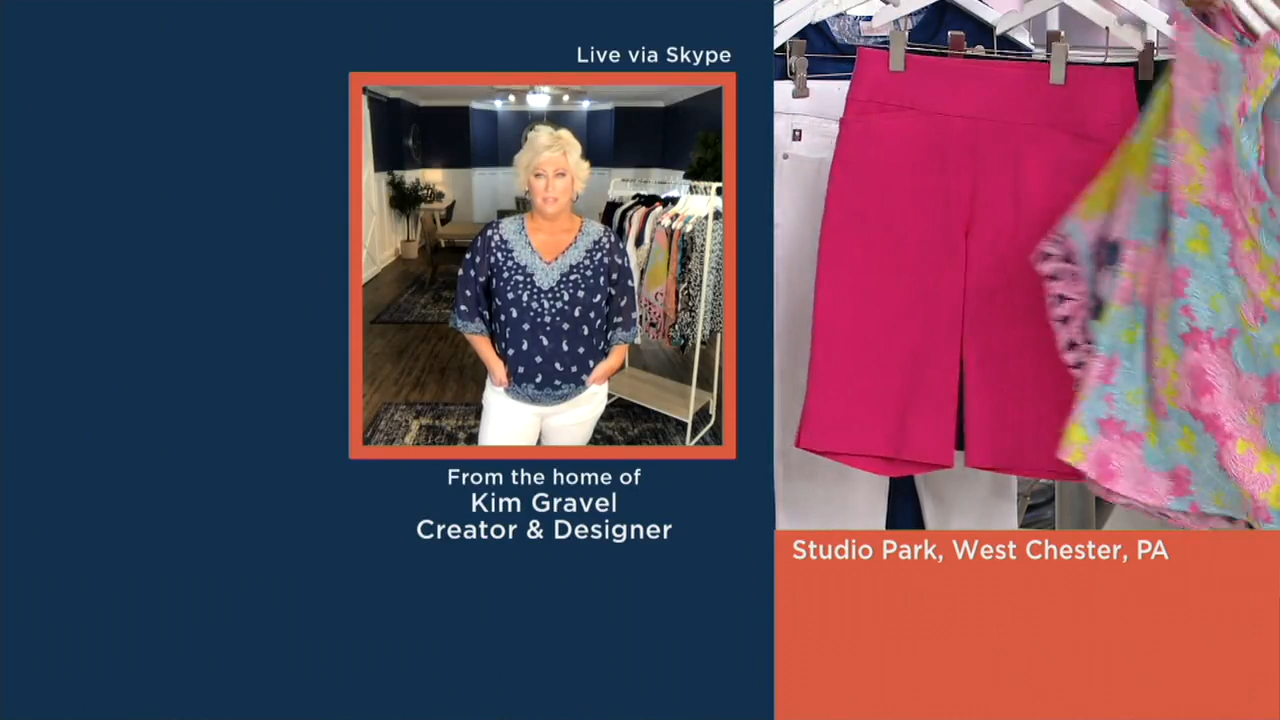 Live via Skype
From the home of
Kim Gravel
Creator & Designer
Studio Park, West Chester, PA